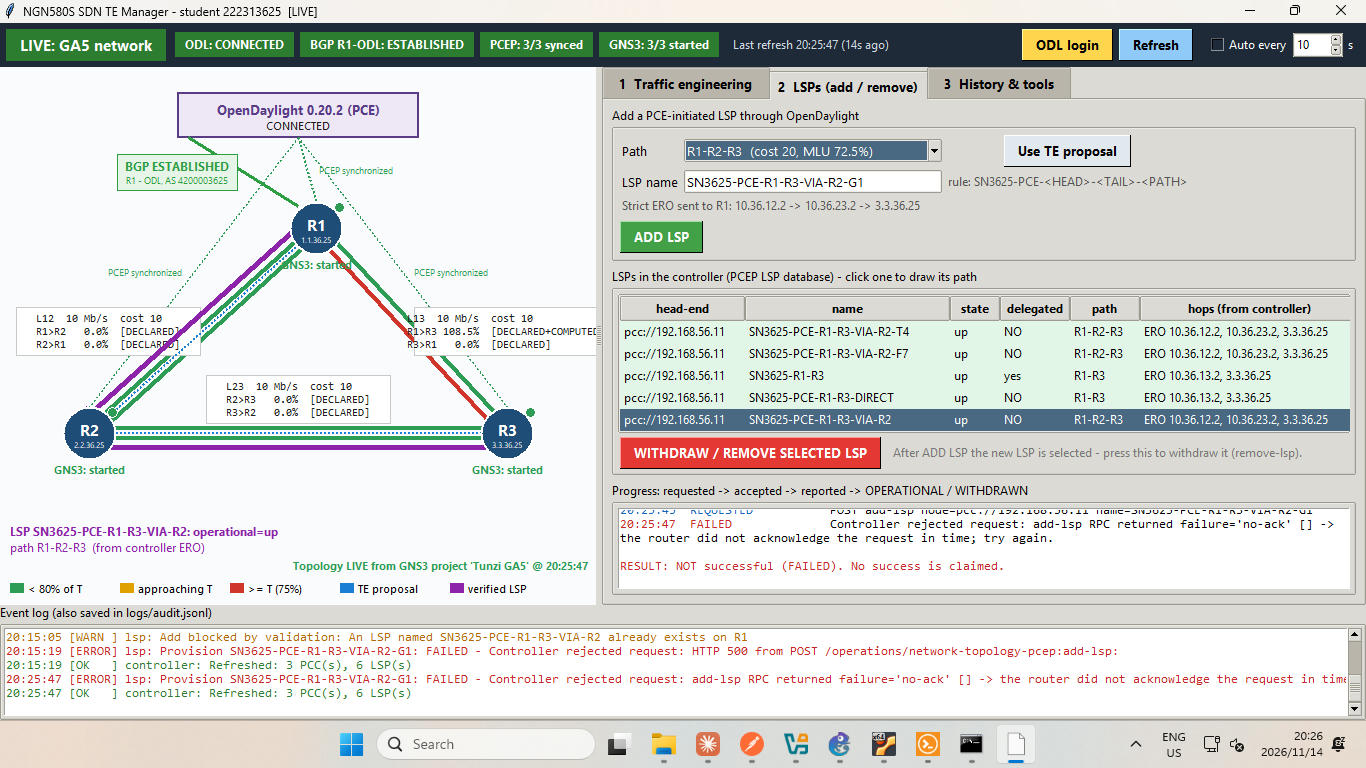 NGN580S SDN TE Manager - student 222313625 [LIVE]
LIVE: GA5 network
ODL: CONNECTED
BGP R1-ODL: ESTABLISHED
PCEP: 3/3 synced
GNS3: 3/3 started
Last refresh 20:25:47 (14s ago)
ODL login
Refresh
Auto every 10 s
OpenDaylight 0.20.2 (PCE)
CONNECTED
BGP ESTABLISHED
R1 - ODL, AS 4200003625
PCEP synchronized
R1
1.1.36.25
GNS3: started
PCEP synchronized
PCEP synchronized
L12 10 Mb/s cost 10
R1>R2 0.0% [DECLARED]
R2>R1 0.0% [DECLARED]
L13 10 Mb/s cost 10
R1>R3 108.5% [DECLARED+COMPUTED
R3>R1 0.0% [DECLARED]
L23 10 Mb/s cost 10
R2>R3 0.0% [DECLARED]
R3>R2 0.0% [DECLARED]
R2
2.2.36.25
GNS3: started
R3
3.3.36.25
GNS3: started
LSP SN3625-PCE-R1-R3-VIA-R2: operational=up
path R1-R2-R3 (from controller ERO)
Topology LIVE from GNS3 project 'Tunzi GA5' @ 20:25:47
< 80% of T
approaching T
>= T (75%)
TE proposal
verified LSP
1 Traffic engineering
2 LSPs (add / remove)
3 History & tools
Add a PCE-initiated LSP through OpenDaylight
Path
R1-R2-R3 (cost 20, MLU 72.5%)
Use TE proposal
LSP name
SN3625-PCE-R1-R3-VIA-R2-G1
rule: SN3625-PCE-<HEAD>-<TAIL>-<PATH>
Strict ERO sent to R1: 10.36.12.2 -> 10.36.23.2 -> 3.3.36.25
ADD LSP
LSPs in the controller (PCEP LSP database) - click one to draw its path
head-end name state delegated path hops (from controller)
pcc://192.168.56.11 SN3625-PCE-R1-R3-VIA-R2-T4 up NO R1-R2-R3 ERO 10.36.12.2, 10.36.23.2, 3.3.36.25
pcc://192.168.56.11 SN3625-PCE-R1-R3-VIA-R2-F7 up NO R1-R2-R3 ERO 10.36.12.2, 10.36.23.2, 3.3.36.25
pcc://192.168.56.11 SN3625-R1-R3 up yes R1-R3 ERO 10.36.13.2, 3.3.36.25
pcc://192.168.56.11 SN3625-PCE-R1-R3-DIRECT up NO R1-R3 ERO 10.36.13.2, 3.3.36.25
pcc://192.168.56.11 SN3625-PCE-R1-R3-VIA-R2 up NO R1-R2-R3 ERO 10.36.12.2, 10.36.23.2, 3.3.36.25
WITHDRAW / REMOVE SELECTED LSP
After ADD LSP the new LSP is selected - press this to withdraw it (remove-lsp).
Progress: requested -> accepted -> reported -> OPERATIONAL / WITHDRAWN
20:25:45 REQUESTED POST add-lsp node=pcc://192.168.56.11 name=SN3625-PCE-R1-R3-VIA-R2-G1
20:25:47 FAILED Controller rejected request: add-lsp RPC returned failure='no-ack' [] ->
the router did not acknowledge the request in time; try again.
RESULT: NOT successful (FAILED). No success is claimed.
Event log (also saved in logs/audit.jsonl)
20:15:05 [WARN ] lsp: Add blocked by validation: An LSP named SN3625-PCE-R1-R3-VIA-R2 already exists on R1
20:15:19 [ERROR] lsp: Provision SN3625-PCE-R1-R3-VIA-R2-G1: FAILED - Controller rejected request: HTTP 500 from POST /operations/network-topology-pcep:add-lsp:
20:15:19 [OK ] controller: Refreshed: 3 PCC(s), 6 LSP(s)
20:25:47 [ERROR] lsp: Provision SN3625-PCE-R1-R3-VIA-R2-G1: FAILED - Controller rejected request: add-lsp RPC returned failure='no-ack' [] -> the router did not acknowledge the request in time
20:25:47 [OK ] controller: Refreshed: 3 PCC(s), 6 LSP(s)
Search
ENG
US
20:26
2026/11/14